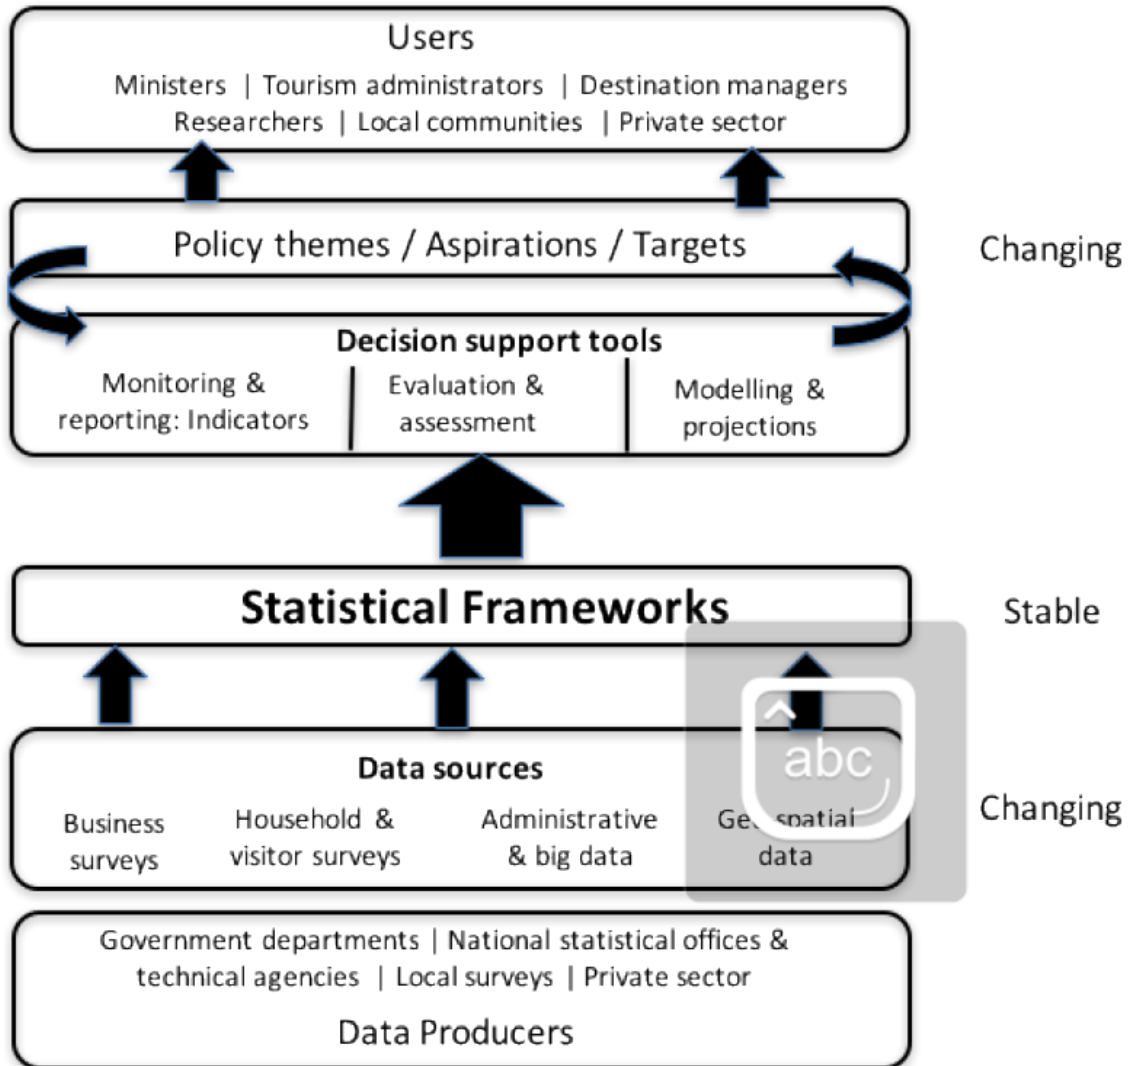 Users
Ministers | Tourism administrators | Destination managers
Researchers | Local communities | Private sector
Policy themes / Aspirations / Targets
Changing
Decision support tools
Monitoring &
reporting: Indicators
Evaluation &
assessment
Modelling &
projections
Statistical Frameworks
Stable
abc
Data sources
Changing
Business
surveys
Household &
visitor surveys
Administrative
& big data
Geo spatial
data
Government departments | National statistical offices &
technical agencies | Local surveys | Private sector
Data Producers